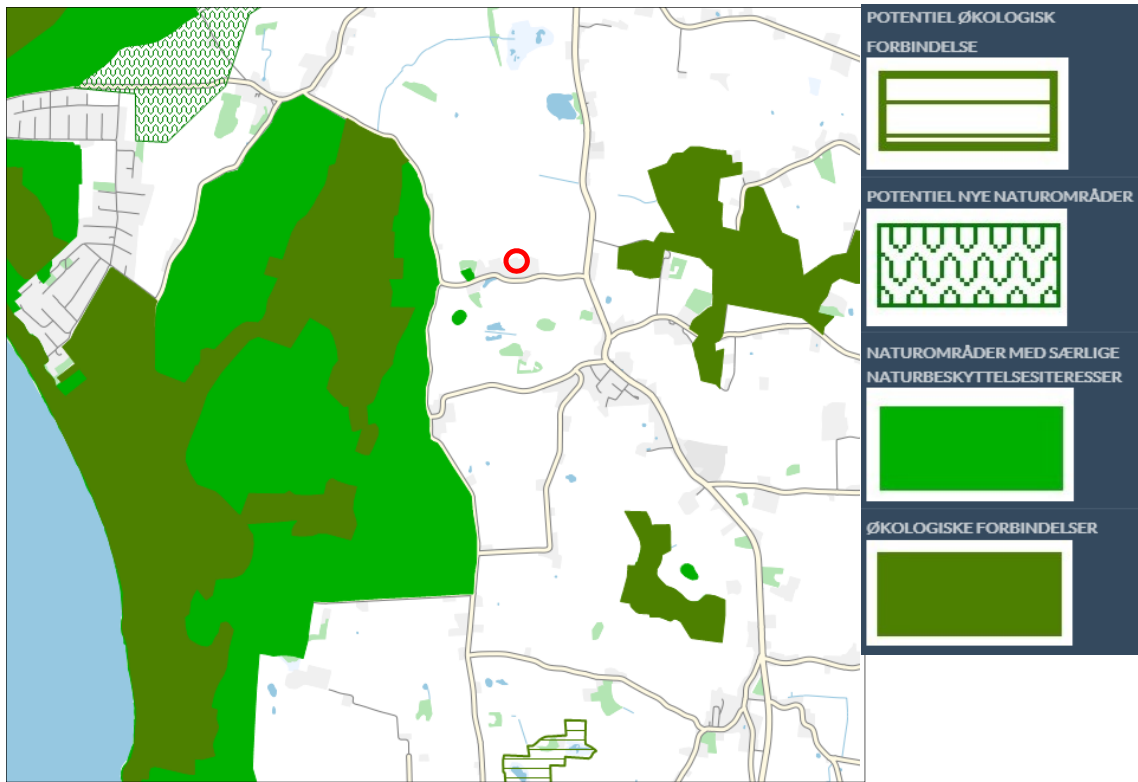 POTENTIEL ØKOLOGISK
FORBINDELSE
POTENTIEL NYE NATUROMRÅDER
NATUROMRÅDER MED SÆRLIGE
NATURBESKYTTELSESITERESSER
ØKOLOGISKE FORBINDELSER